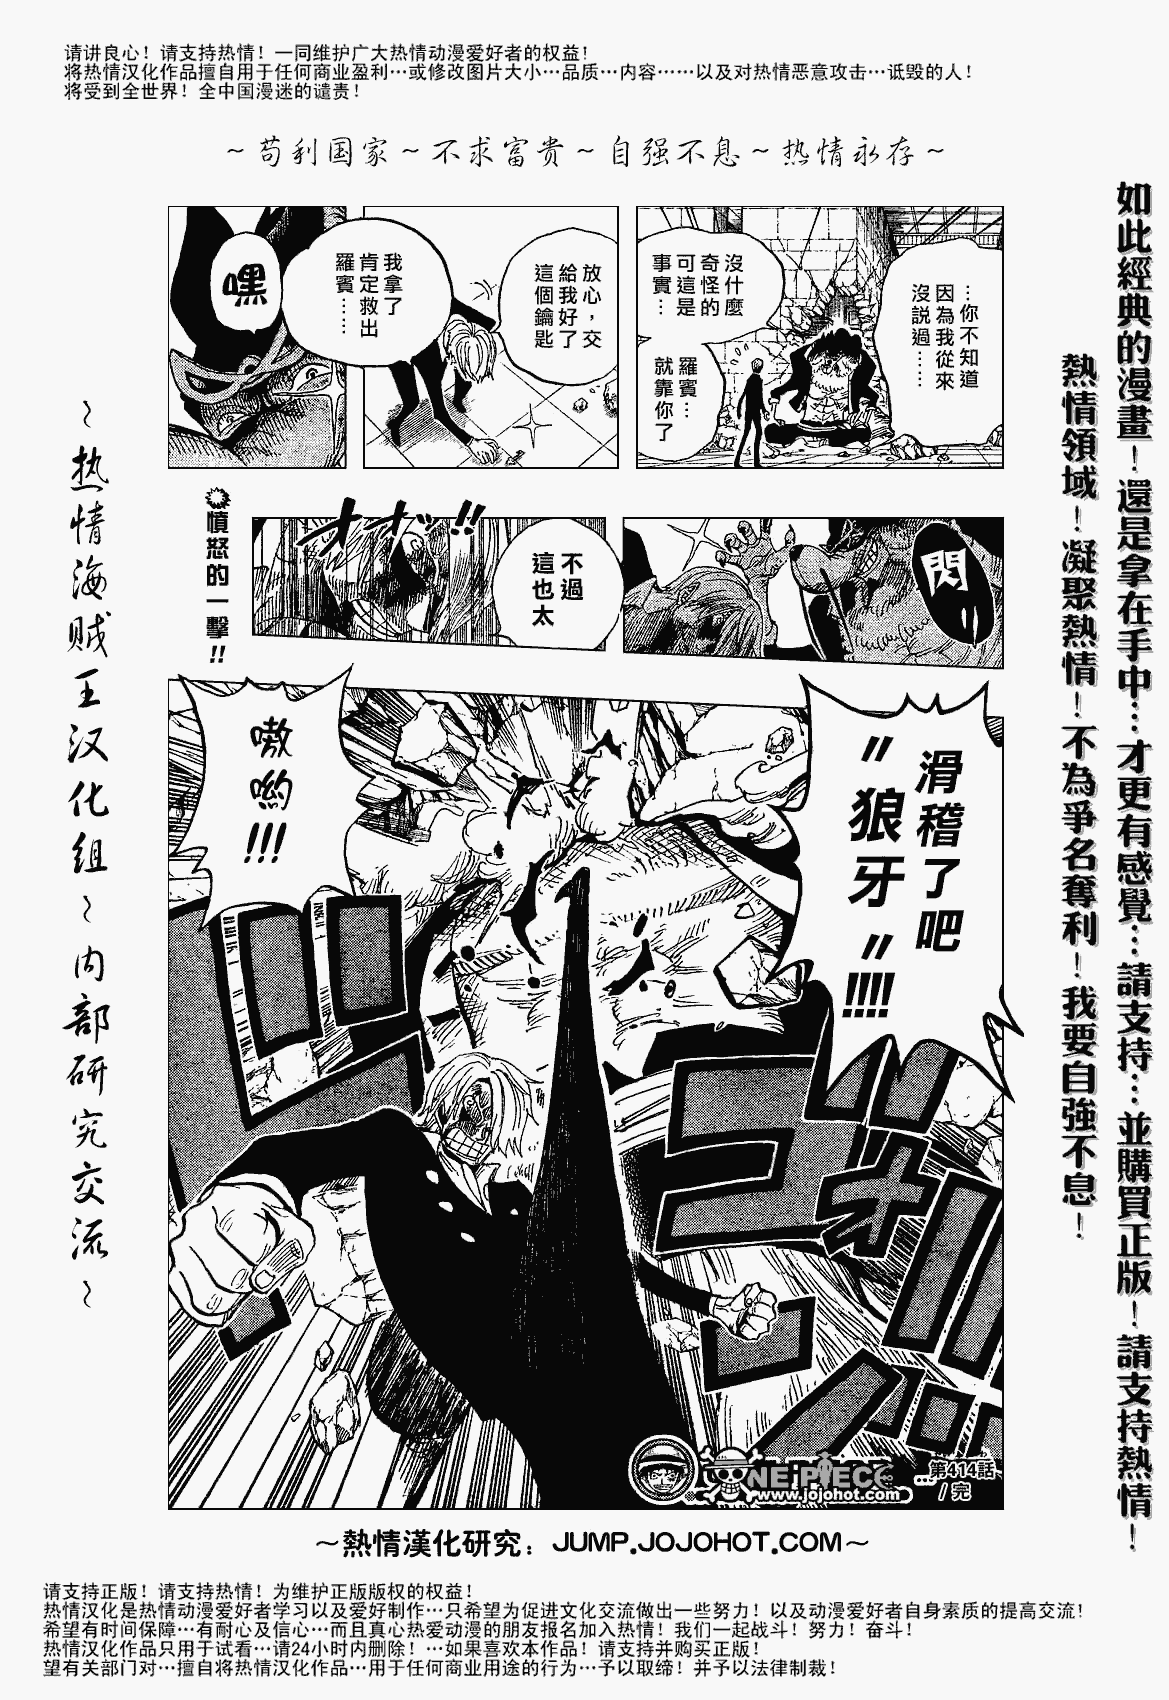 请讲良心！请支持热情！一同维护广大热情动漫爱好者的权益！
将热情汉化作品擅自用于任何商业盈利…或修改图片大小…品质…内容……以及对热情恶意攻击…诋毁的人！
将受到全世界！全中国漫迷的谴责！
～苟利国家～不求富贵～自强不息～热情永存～
如此經典的漫畫！還是拿在手中…才更有感覺…請支持…並購買正版！請支持熱情！
熱情領域！凝聚熱情！不為爭名奪利！我要自強不息！
…你不知道
因為我從來
沒說過……
沒什麼
奇怪的
可這是
事實…
羅賓…
就靠你了
放心，交
給我好了
這個鑰匙
我拿了
肯定救出
羅賓……
嘿
閃!!
不過
這也太
オオッ!!
憤怒的一擊!!
滑稽了吧
〃狼牙〃!!!!
嗷
喲!!!
ONE PIECE
www.jojohot.com
…第414話
/完
～热情海贼王汉化组～内部研究交流～
～熱情漢化研究：JUMP.JOJOHOT.COM～
请支持正版！请支持热情！为维护正版版权的权益！
热情汉化是热情动漫爱好者学习以及爱好制作…只希望为促进文化交流做出一些努力！以及动漫爱好者自身素质的提高交流！
希望有时间保障…有耐心及信心…而且真心热爱动漫的朋友报名加入热情！我们一起战斗！努力！奋斗！
热情汉化作品只用于试看…请24小时内删除！…如果喜欢本作品！请支持并购买正版！
望有关部门对…擅自将热情汉化作品…用于任何商业用途的行为…予以取缔！并予以法律制裁！